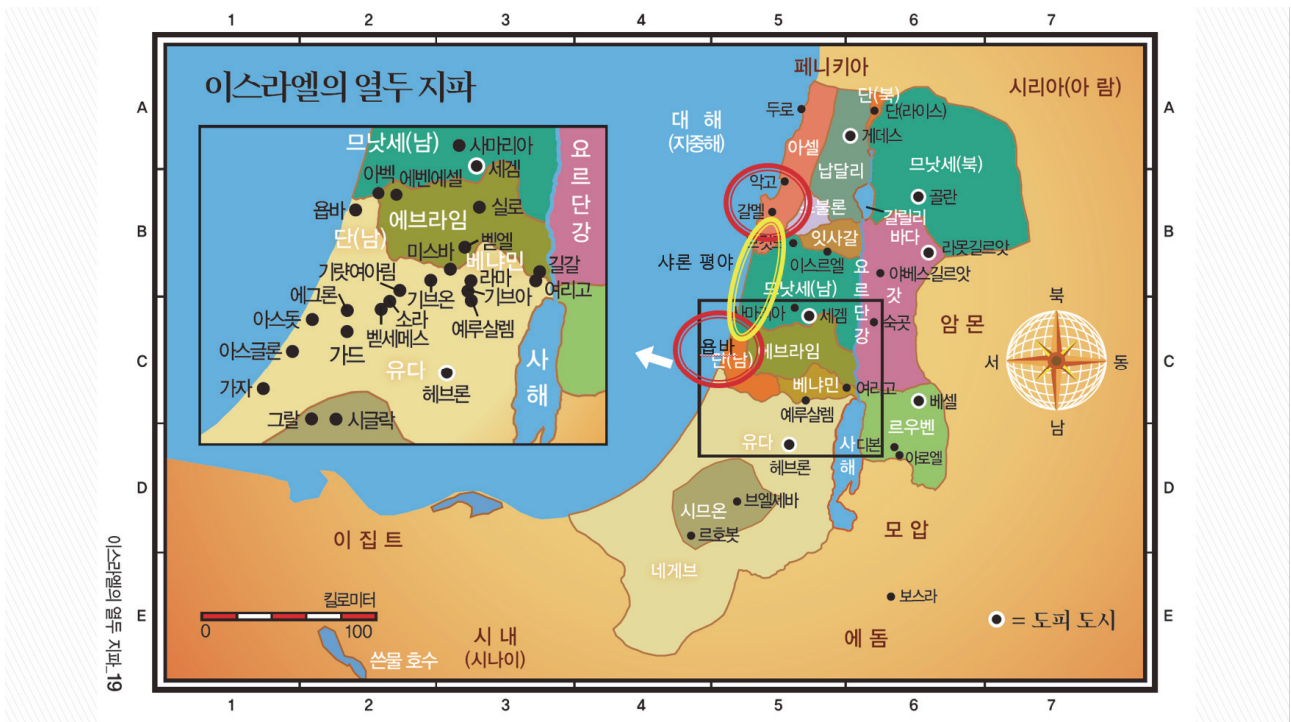 1 2 3 4 5 6 7
이스라엘의 열두 지파
페니키아
시리아(아 람)
A
A
단(북)
두로
단(라이스)
대 해
(지중해)
게데스
아셀
므낫세(북)
납달리
악고
골란
갈멜
갈릴리
바다
B
B
잇사갈
라못길르앗
샤론 평야
이스르엘
야베스길르앗
요르단강
갓
므낫세(남)
세겜
숙곳
암 몬
북
서
동
남
C
C
욥바
단(남)
에브라임
베냐민
여리고
예루살렘
베셀
르우벤
유다
헤브론
사해
디본
아로엘
D
D
시므온
브엘세바
르호봇
모 압
이 집 트
네게브
보스라
E
E
킬로미터
0 100
시 내
(시나이)
에 돔
= 도피 도시
쓴물 호수
므낫세(남)
사마리아
세겜
아벡
에벤에셀
요르단강
욥바
에브라임
실로
단(남)
미스바
벧엘
베냐민
길갈
기럇여아림
라마
여리고
에그론
기브온
기브아
아스돗
소라
벧세메스
예루살렘
아스글론
가드
유다
사해
가자
헤브론
그랄
시글락
이스라엘의 열두 지파_19
1 2 3 4 5 6 7